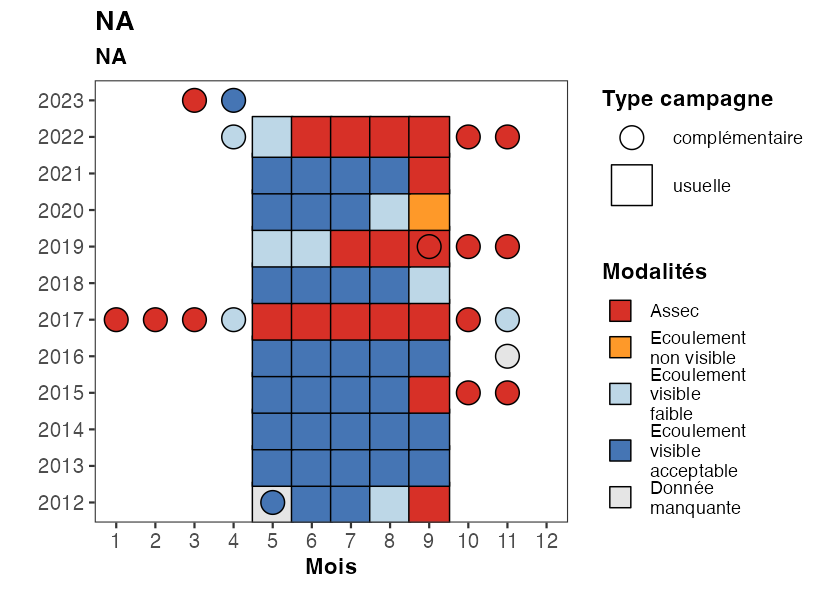 NA
NA
2023
2022
2021
2020
2019
2018
2017
2016
2015
2014
2013
2012
1 2 3 4 5 6 7 8 9 10 11 12
Mois
Type campagne
complémentaire
usuelle
Modalités
Assec
Ecoulement
non visible
Ecoulement
visible
faible
Ecoulement
visible
acceptable
Donnée
manquante